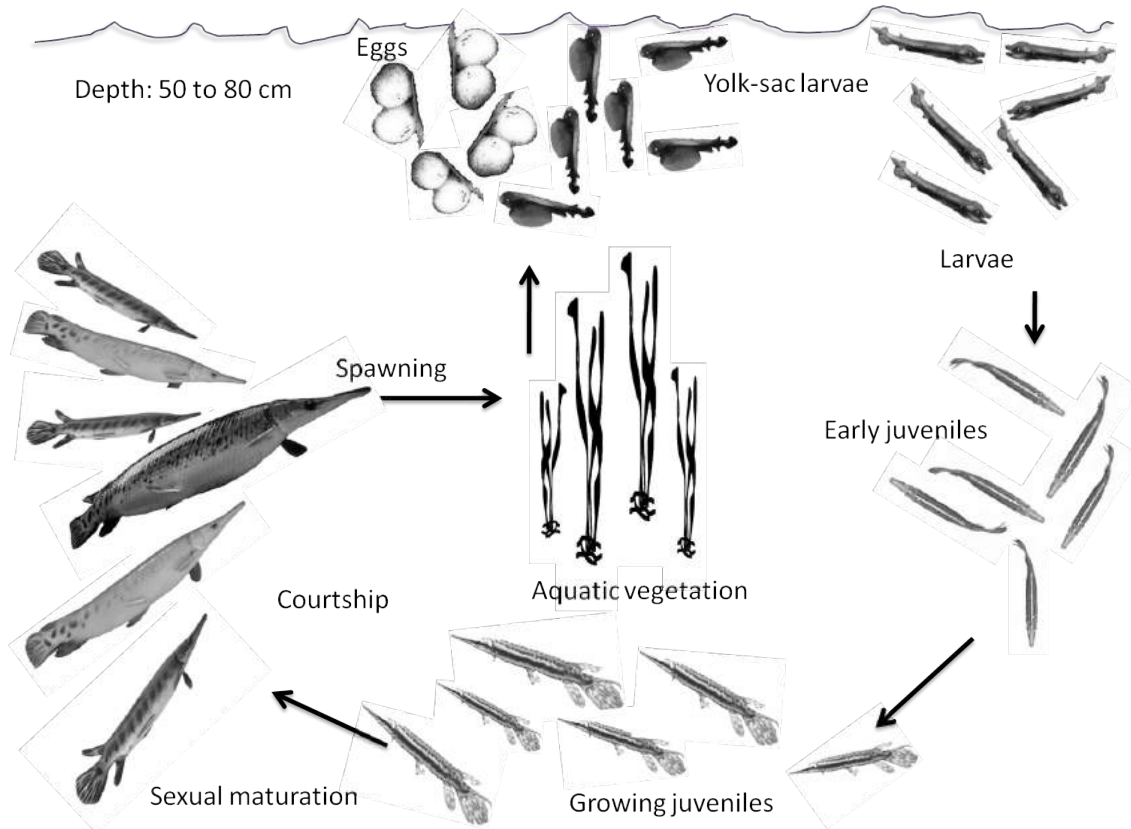 Eggs
Depth: 50 to 80 cm
Yolk-sac larvae
Larvae
Spawning
Early juveniles
Aquatic vegetation
Courtship
Sexual maturation
Growing juveniles